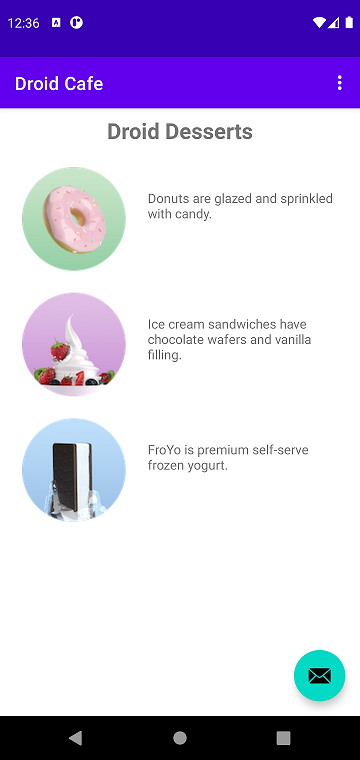 12:36
Droid Cafe
Droid Desserts
Donuts are glazed and sprinkled
with candy.
Ice cream sandwiches have
chocolate wafers and vanilla
filling.
FroYo is premium self-serve
frozen yogurt.